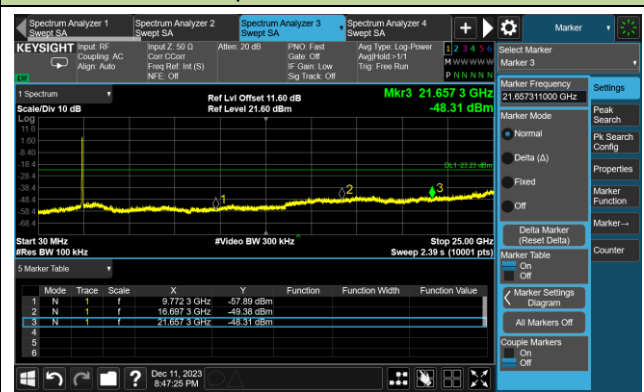 Spectrum Analyzer 1
Swept SA
Spectrum Analyzer 2
Swept SA
Spectrum Analyzer 3
Swept SA
Spectrum Analyzer 4
Swept SA
+
Marker
KEYSIGHT
Input: RF
Coupling: AC
Align: Auto
Input Z: 50 Ω
Corr CCorr
Freq Ref: Int (S)
NFE: Off
Atten: 20 dB
PNO: Fast
Gate: Off
IF Gain: Low
Sig Track: Off
Avg Type: Log-Power
Avg|Hold:>1/1
Trig: Free Run
1 2 3 4 5 6
M W W W W W
P N N N N N
Select Marker
Marker 3
1 Spectrum
Scale/Div 10 dB
Ref Lvl Offset 11.60 dB
Ref Level 21.60 dBm
Mkr3 21.657 3 GHz
-48.31 dBm
Log
11.6
1.60
-8.40
-18.4
-28.4
-38.4
-48.4
-58.4
-68.4
DL1 -23.23 dBm
1
2
3
Start 30 MHz
#Res BW 100 kHz
#Video BW 300 kHz
Stop 25.00 GHz
Sweep 2.39 s (10001 pts)
5 Marker Table
Mode Trace Scale X Y Function Function Width Function Value
1 N 1 f 9.772 3 GHz -57.89 dBm
2 N 1 f 16.697 3 GHz -49.38 dBm
3 N 1 f 21.657 3 GHz -48.31 dBm
4
5
6
Marker Frequency
21.657311000 GHz
Marker Mode
Normal
Delta (Δ)
Fixed
Off
Delta Marker
(Reset Delta)
Marker Table
On
Off
Marker Settings
Diagram
All Markers Off
Couple Markers
On
Off
Settings
Peak
Search
Pk Search
Config
Properties
Marker
Function
Marker→
Counter
?
Dec 11, 2023
8:47:25 PM